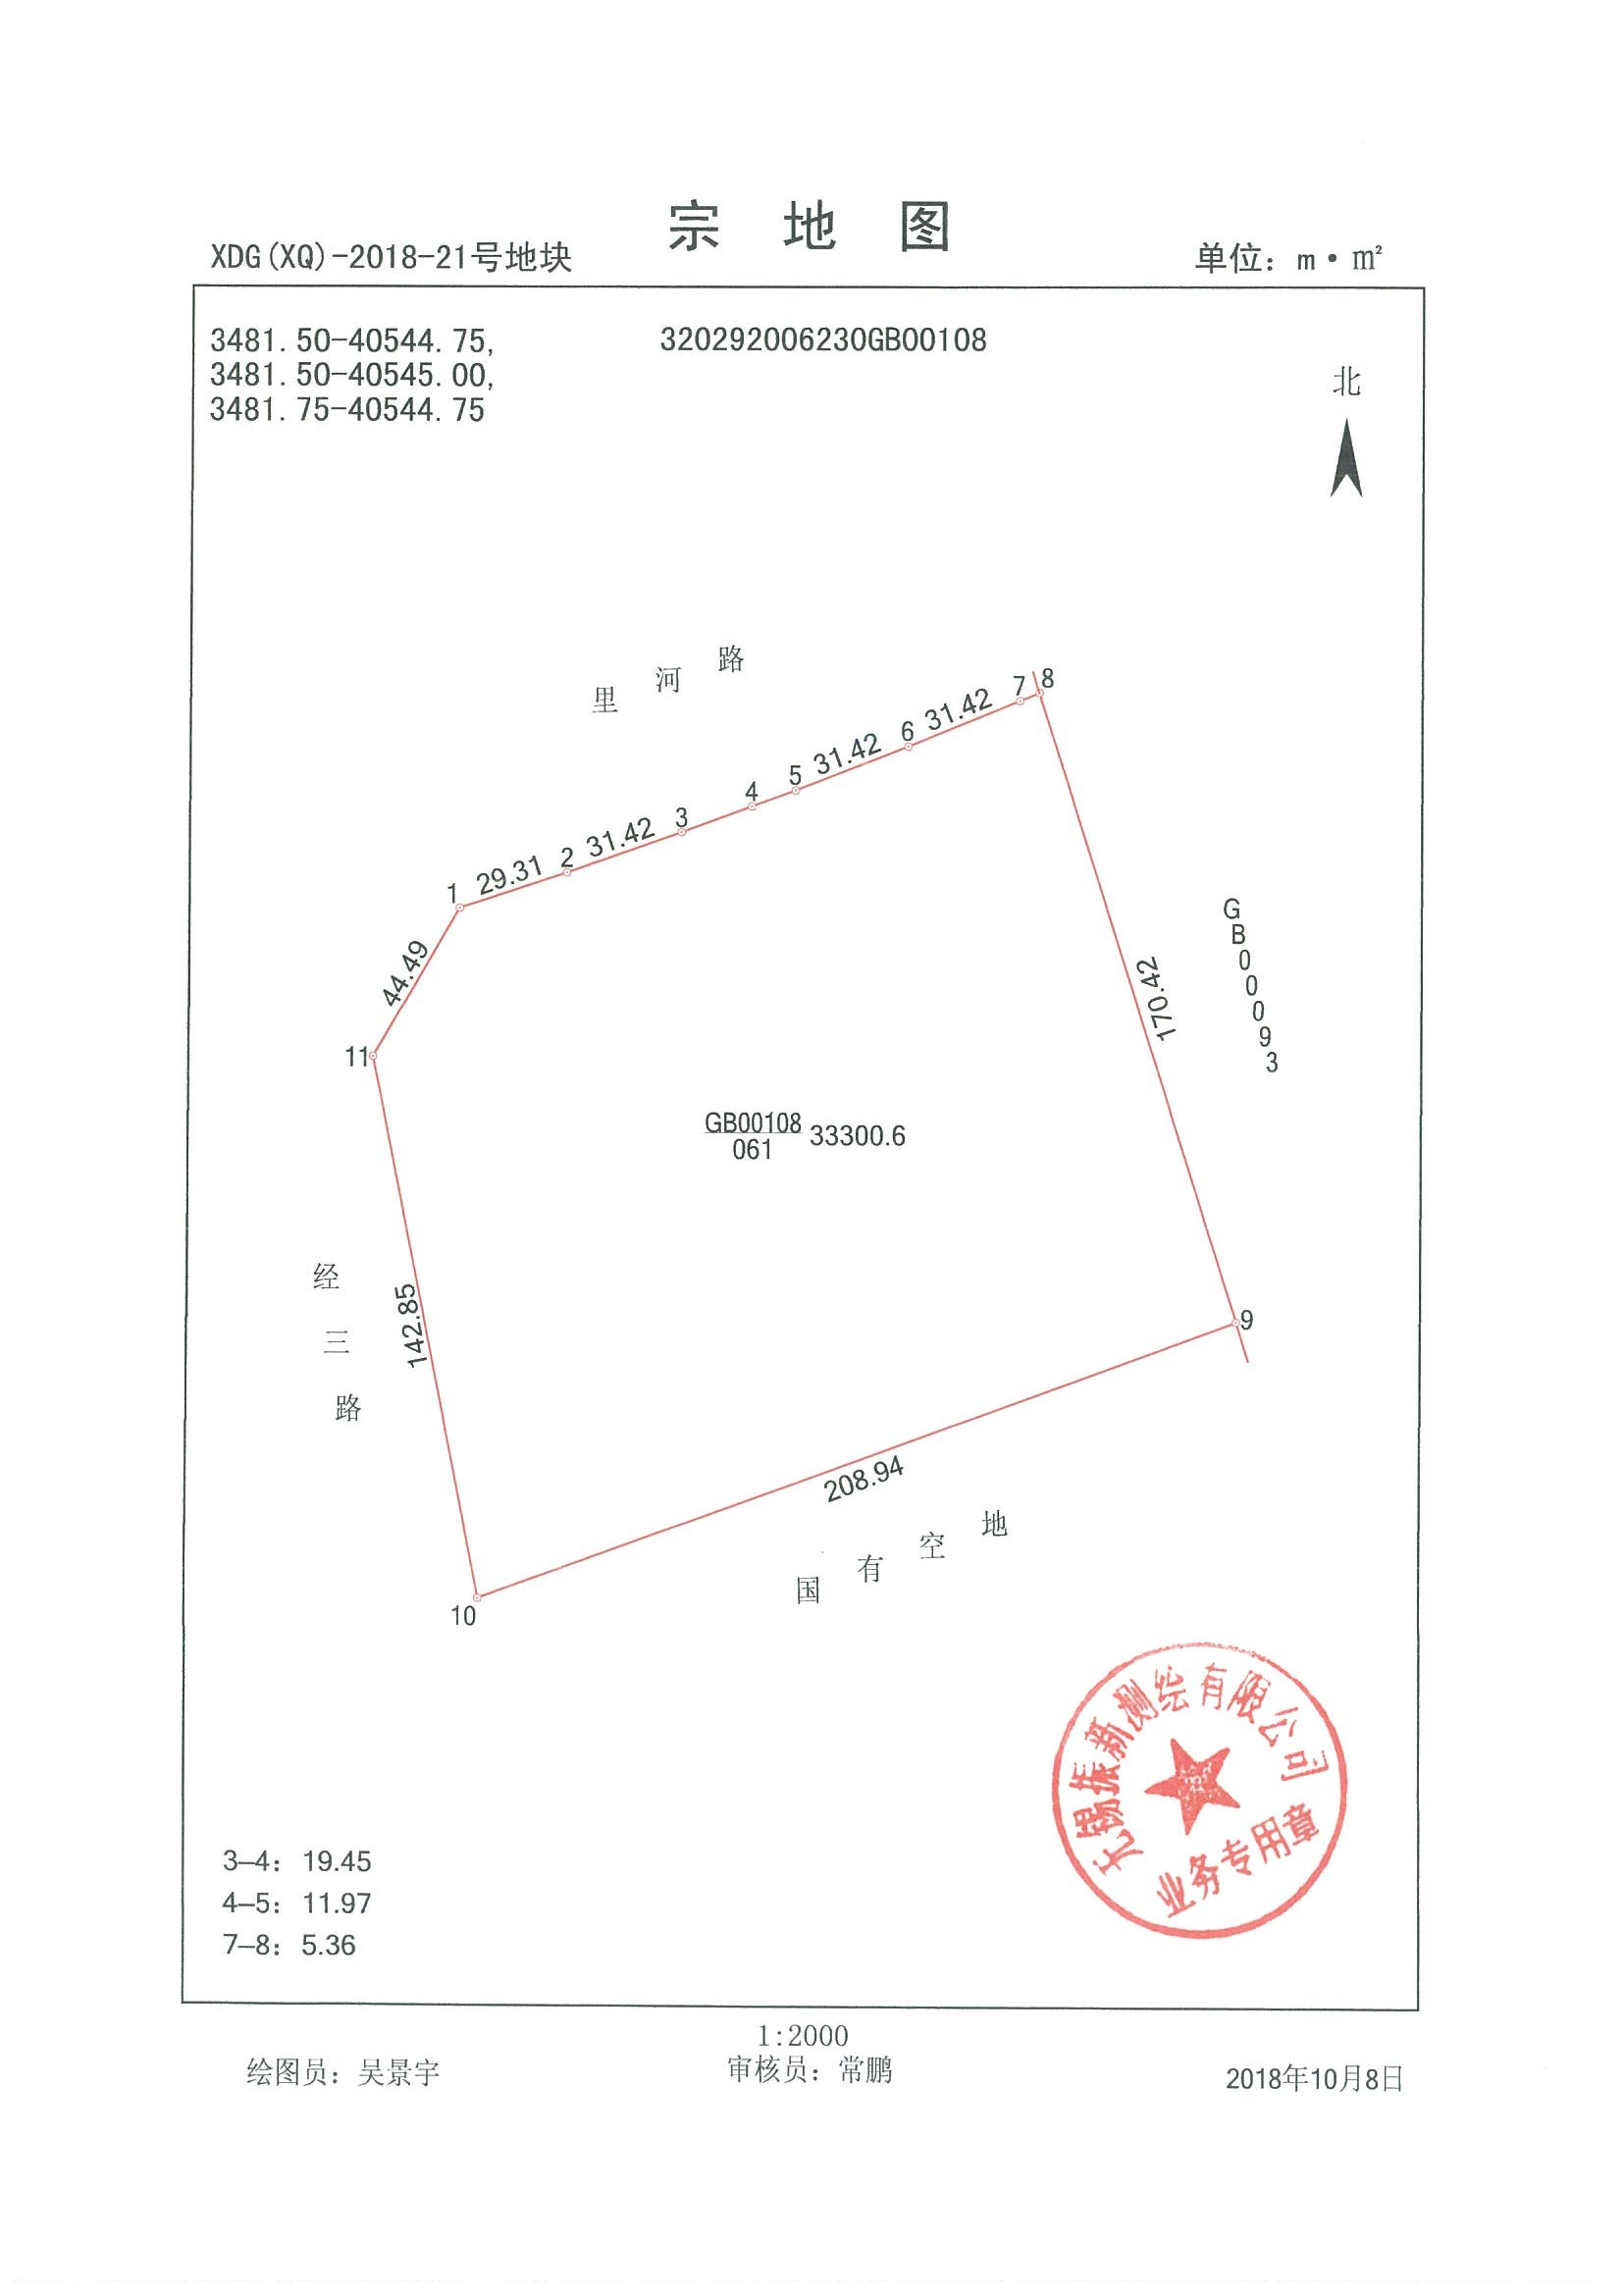 宗 地 图
XDG(XQ)-2018-21号地块
单位：m·㎡
3481.50-40544.75,
3481.50-40545.00,
3481.75-40544.75
320292006230GB00108
北
里河路
8
7
31.42
6
31.42
5
4
3
31.42
2
29.31
1
44.49
11
GB00093
170.42
GB00108
061
33300.6
经三路
142.85
9
208.94
国有空地
10
无锡振新测绘有限公司
业务专用章
3—4：19.45
4—5：11.97
7—8：5.36
1:2000
绘图员：吴景宇
审核员：常鹏
2018年10月8日